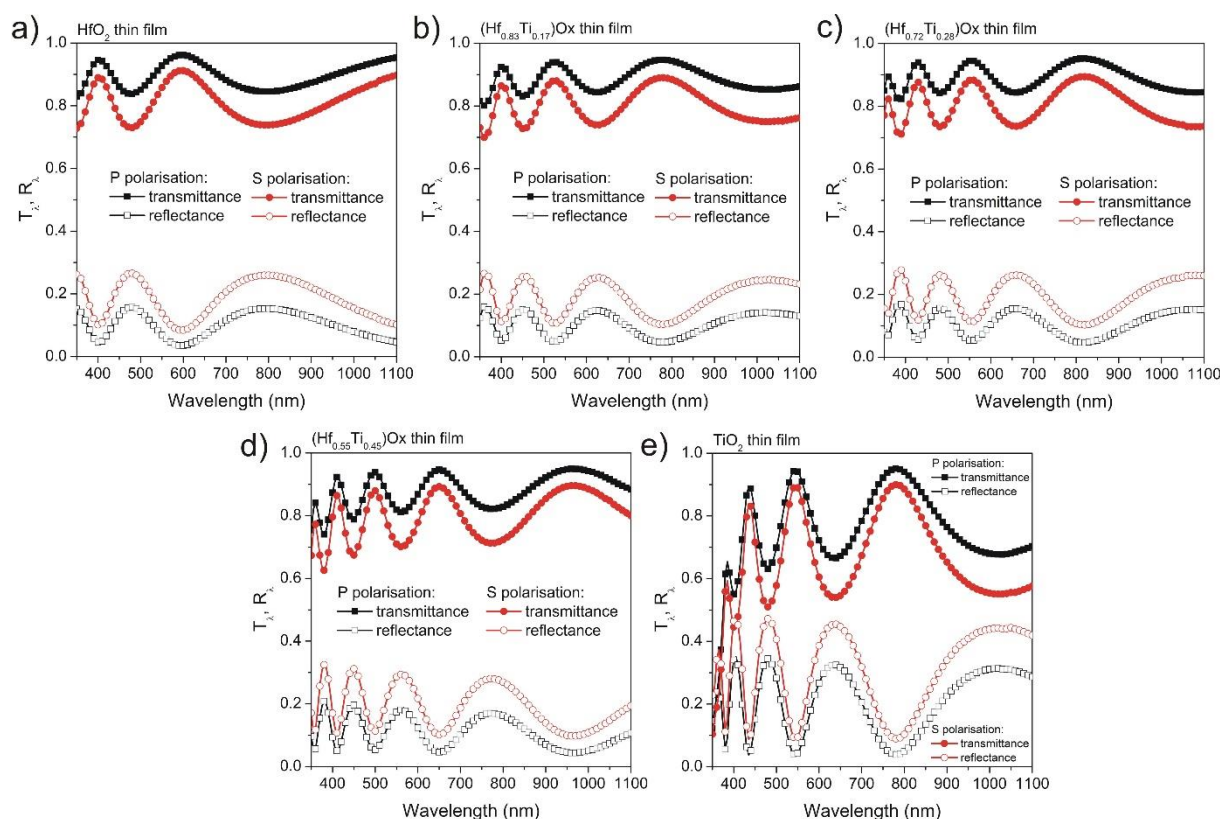 a)
HfO2 thin film
1.0
0.8
0.6
0.4
0.2
0.0
Tλ, Rλ
P polarisation:
transmittance
reflectance
S polarisation:
transmittance
reflectance
400 500 600 700 800 900 1000 1100
Wavelength (nm)
b)
(Hf0.83Ti0.17)Ox thin film
1.0
0.8
0.6
0.4
0.2
0.0
Tλ, Rλ
P polarisation:
transmittance
reflectance
S polarisation:
transmittance
reflectance
400 500 600 700 800 900 1000 1100
Wavelength (nm)
c)
(Hf0.72Ti0.28)Ox thin film
1.0
0.8
0.6
0.4
0.2
0.0
Tλ, Rλ
P polarisation:
transmittance
reflectance
S polarisation:
transmittance
reflectance
400 500 600 700 800 900 1000 1100
Wavelength (nm)
d)
(Hf0.55Ti0.45)Ox thin film
1.0
0.8
0.6
0.4
0.2
0.0
Tλ, Rλ
P polarisation:
transmittance
reflectance
S polarisation:
transmittance
reflectance
400 500 600 700 800 900 1000 1100
Wavelength (nm)
e)
TiO2 thin film
1.0
0.8
0.6
0.4
0.2
0.0
Tλ, Rλ
P polarisation:
transmittance
reflectance
S polarisation:
transmittance
reflectance
400 500 600 700 800 900 1000 1100
Wavelength (nm)